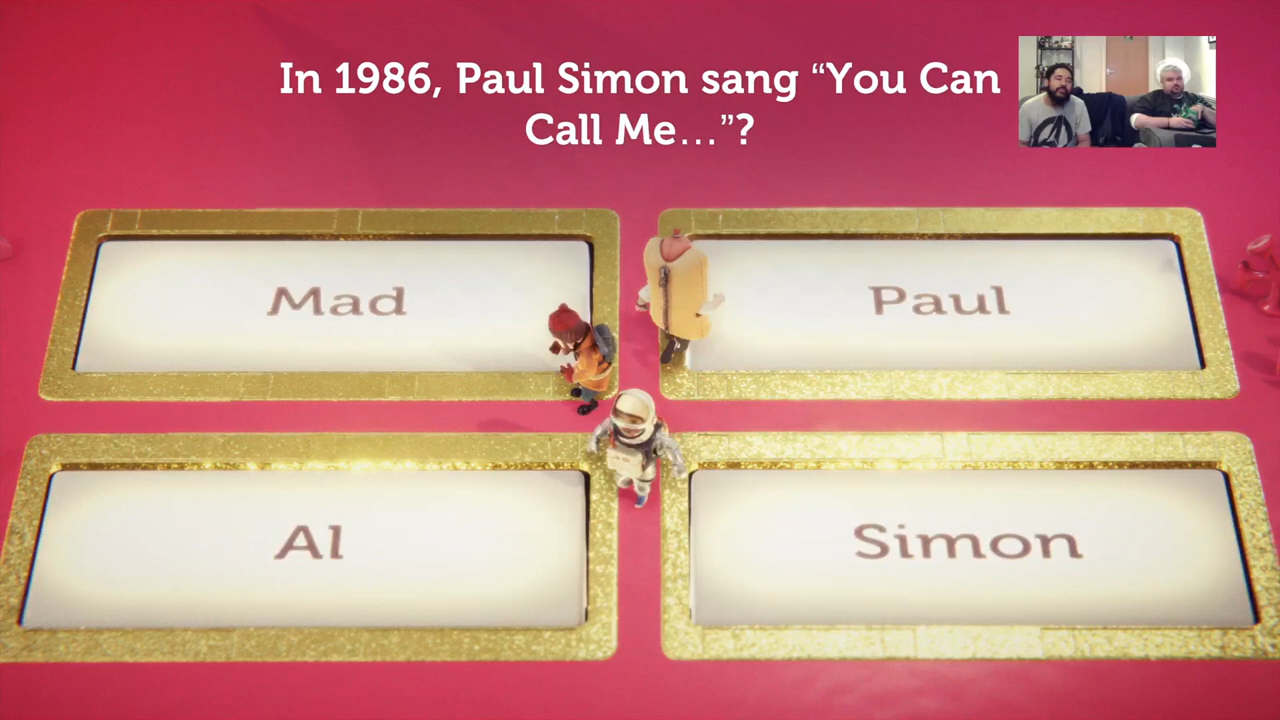 In 1986, Paul Simon sang “You Can
Call Me…”?
Mad
Paul
Al
Simon